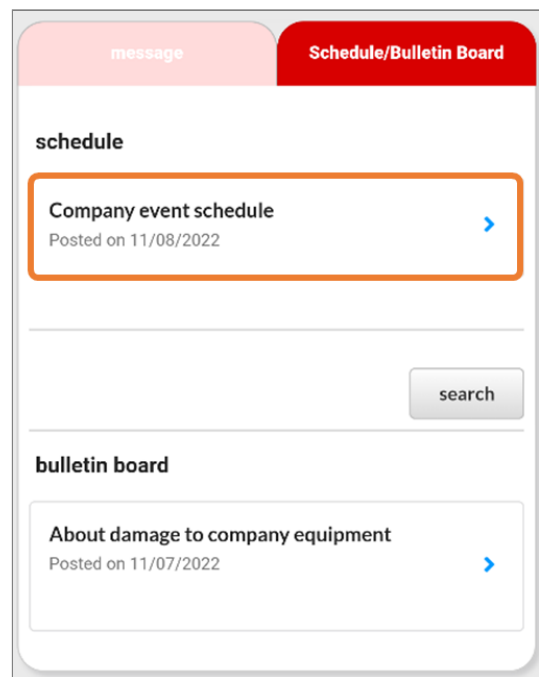 message
Schedule/Bulletin Board
schedule
Company event schedule
Posted on 11/08/2022
search
bulletin board
About damage to company equipment
Posted on 11/07/2022